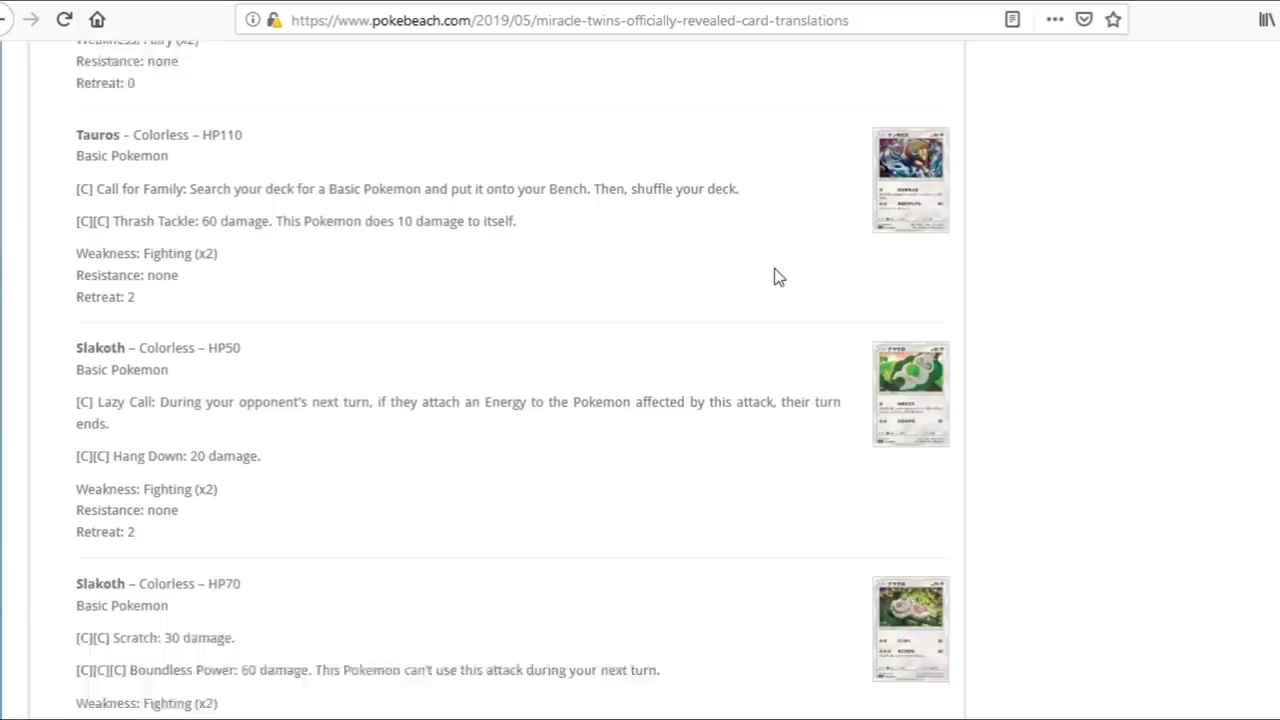 https://www.pokebeach.com/2019/05/miracle-twins-officially-revealed-card-translations
Weakness: Fairy (x2)
Resistance: none
Retreat: 0
Tauros – Colorless – HP110
Basic Pokemon
[C] Call for Family: Search your deck for a Basic Pokemon and put it onto your Bench. Then, shuffle your deck.
[C][C] Thrash Tackle: 60 damage. This Pokemon does 10 damage to itself.
Weakness: Fighting (x2)
Resistance: none
Retreat: 2
Slakoth – Colorless – HP50
Basic Pokemon
[C] Lazy Call: During your opponent's next turn, if they attach an Energy to the Pokemon affected by this attack, their turn
ends.
[C][C] Hang Down: 20 damage.
Weakness: Fighting (x2)
Resistance: none
Retreat: 2
Slakoth – Colorless – HP70
Basic Pokemon
[C][C] Scratch: 30 damage.
[C][C][C] Boundless Power: 60 damage. This Pokemon can't use this attack during your next turn.
Weakness: Fighting (x2)